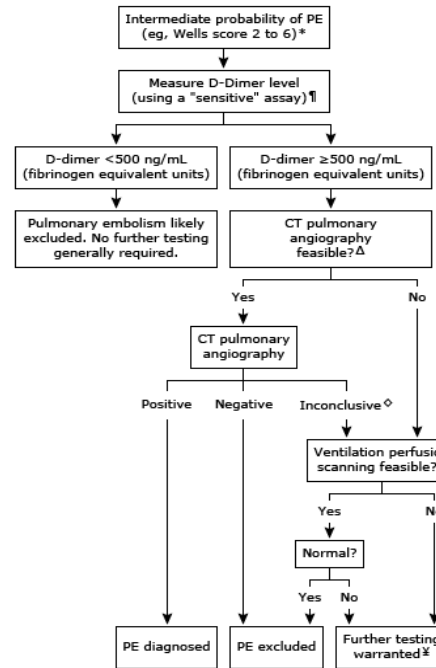 Intermediate probability of PE
(eg, Wells score 2 to 6)*
Measure D-Dimer level
(using a "sensitive" assay)¶
D-dimer <500 ng/mL
(fibrinogen equivalent units)
D-dimer ≥500 ng/mL
(fibrinogen equivalent units)
Pulmonary embolism likely
excluded. No further testing
generally required.
CT pulmonary
angiography
feasible?Δ
Yes
No
CT pulmonary
angiography
Positive
Negative
Inconclusive◇
Ventilation perfusio
scanning feasible?
Yes
No
Normal?
Yes
No
PE diagnosed
PE excluded
Further testing
warranted¥